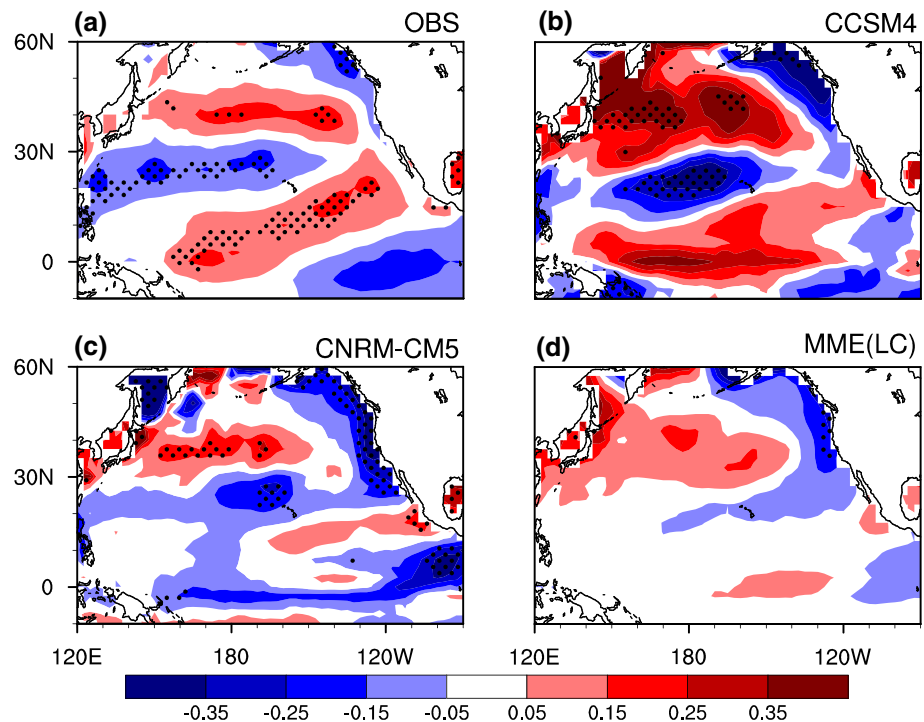 (a) OBS
(b) CCSM4
60N
30N
0
(c) CNRM-CM5
(d) MME(LC)
60N
30N
0
120E 180 120W 120E 180 120W
-0.35 -0.25 -0.15 -0.05 0.05 0.15 0.25 0.35